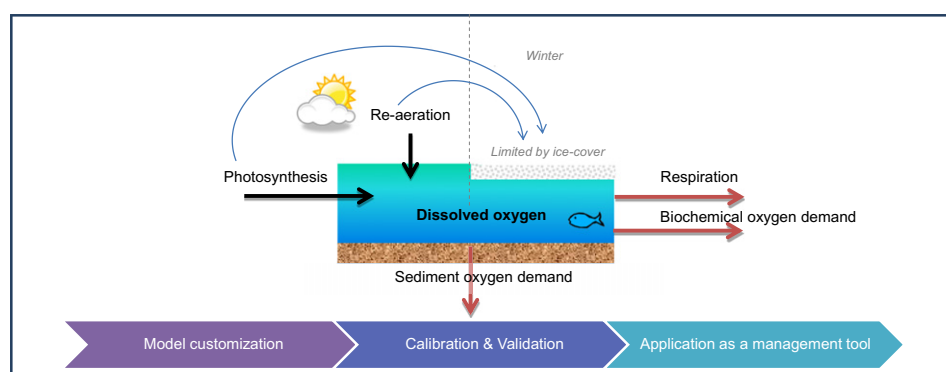 Winter
Re-aeration
Limited by ice-cover
Photosynthesis
Respiration
Dissolved oxygen
Biochemical oxygen demand
Sediment oxygen demand
Model customization
Calibration & Validation
Application as a management tool